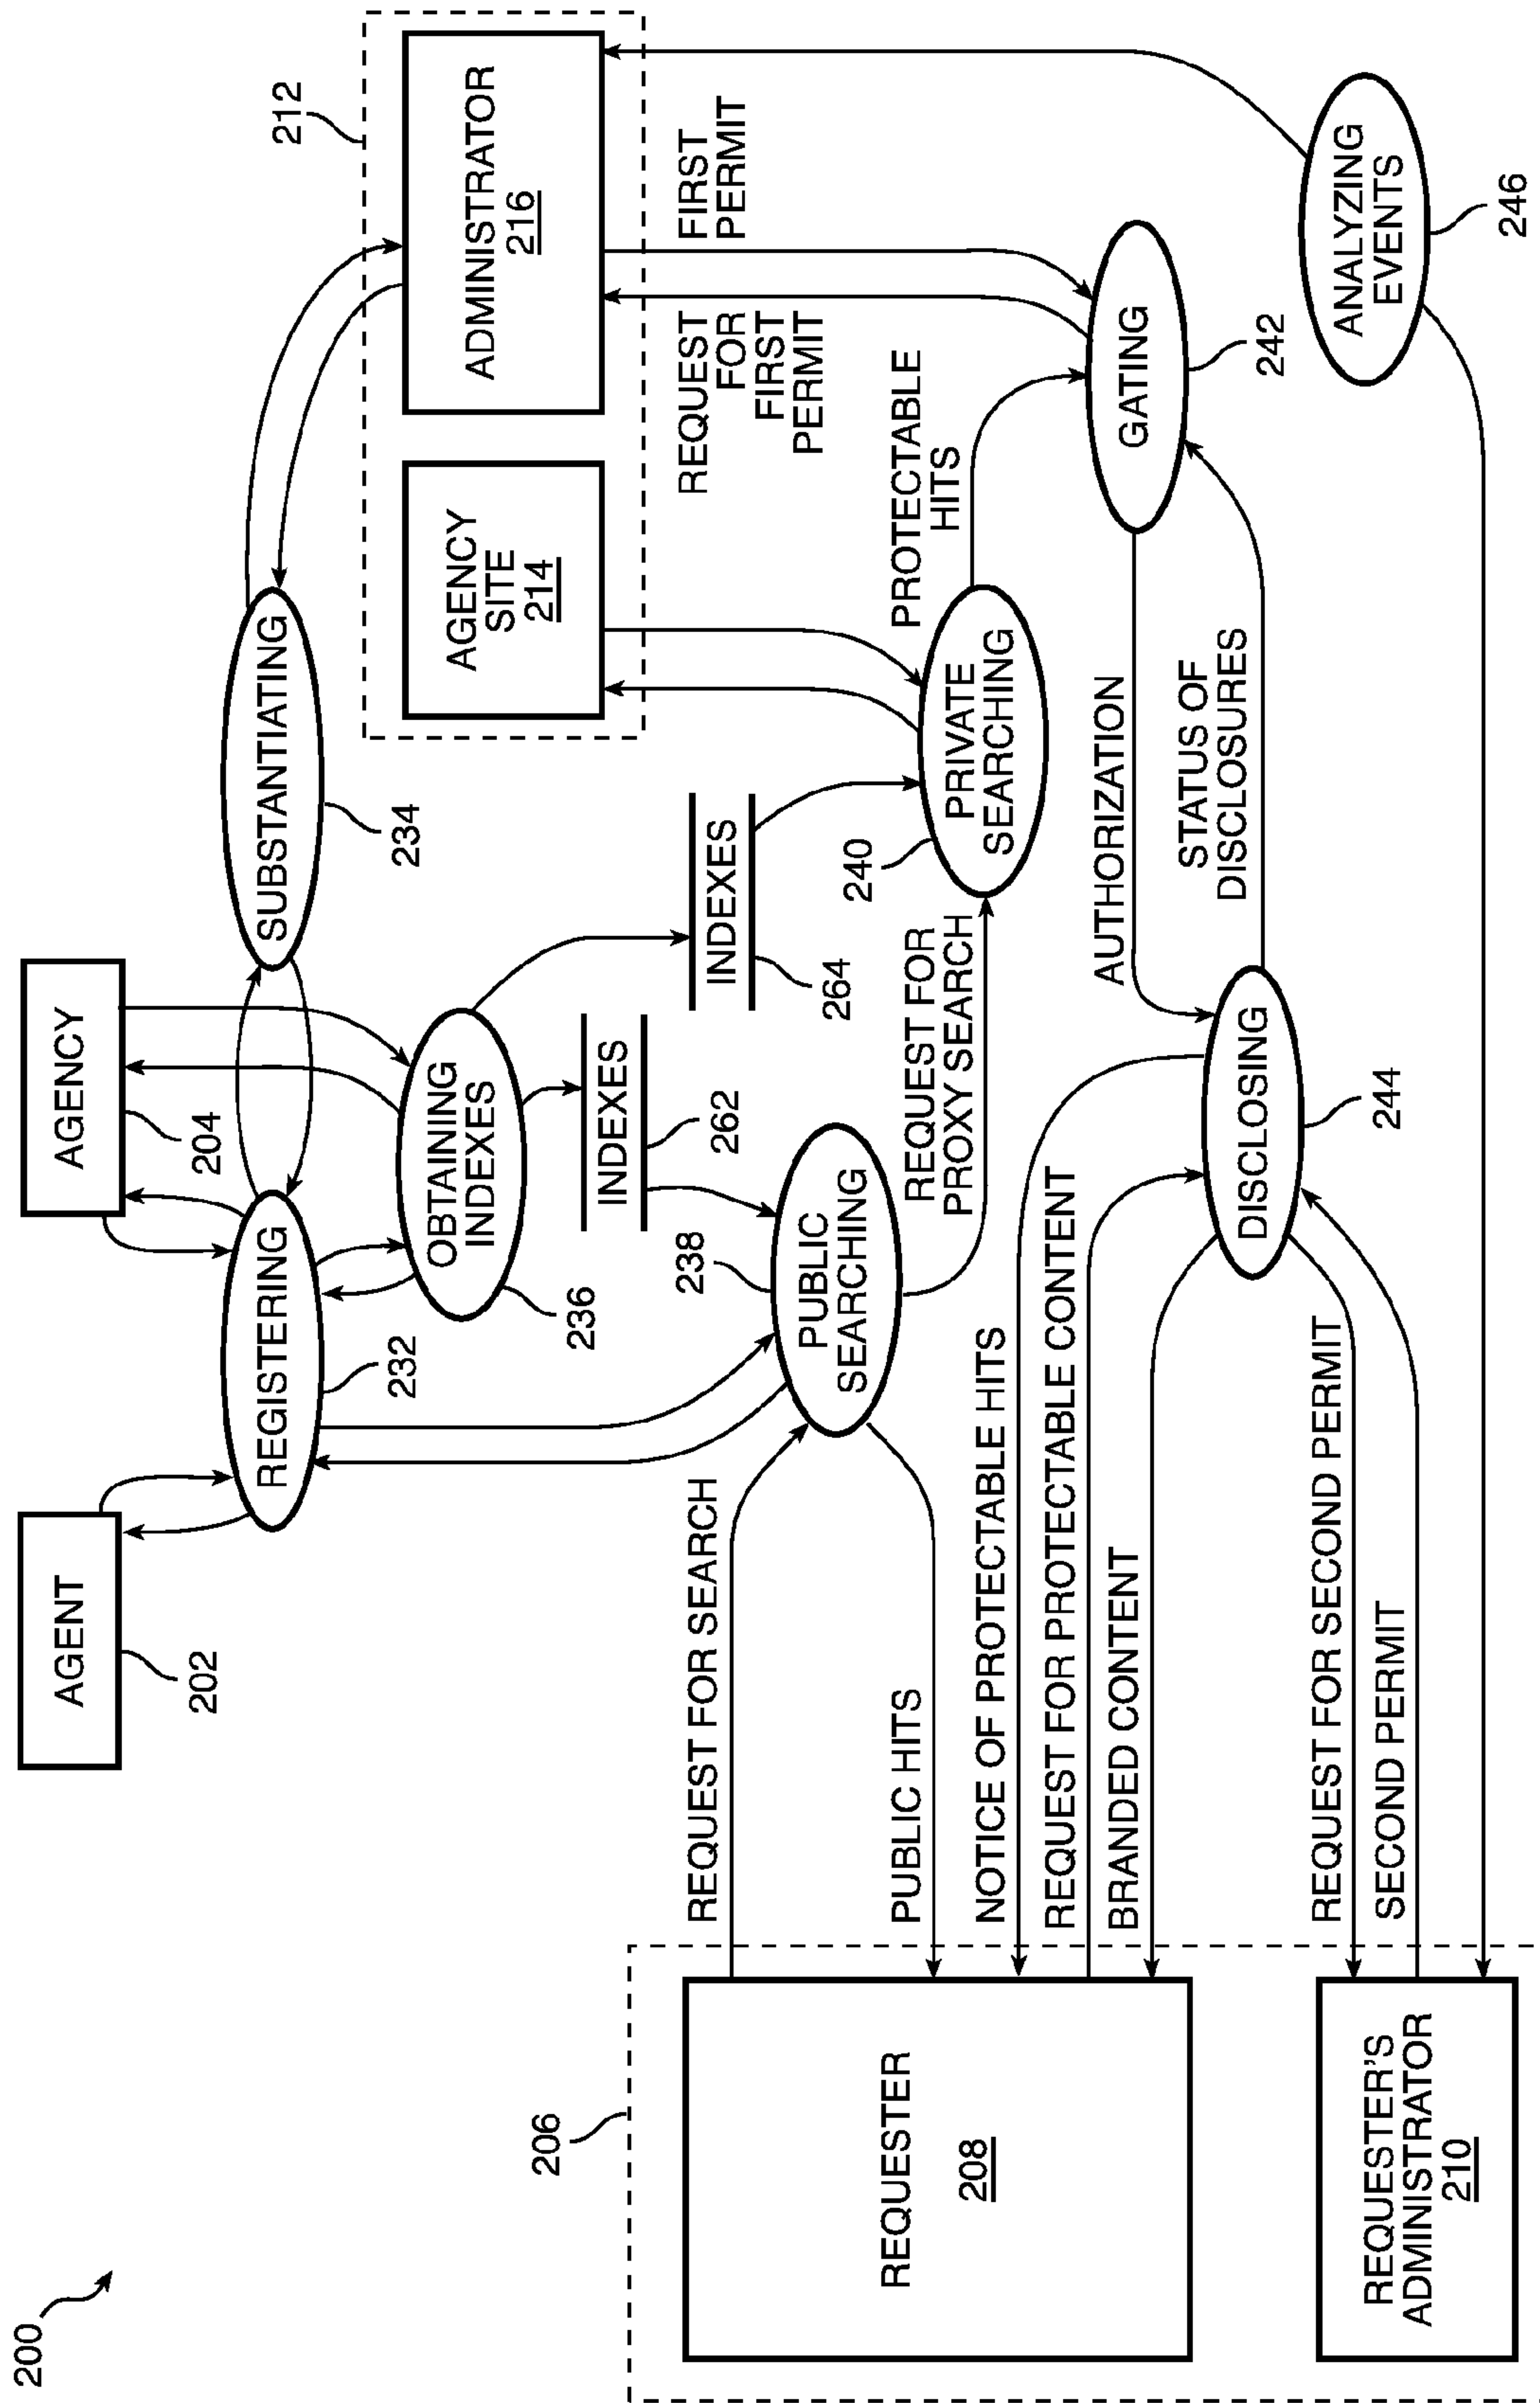 200
AGENT
202
AGENCY
204
REGISTERING
232
SUBSTANTIATING
234
212
ADMINISTRATOR
216
AGENCY
SITE
214
OBTAINING
INDEXES
236
INDEXES
262
INDEXES
264
206
REQUESTER
208
REQUESTER'S
ADMINISTRATOR
210
REQUEST FOR SEARCH
PUBLIC HITS
238
PUBLIC
SEARCHING
REQUEST FOR
PROXY SEARCH
240
PRIVATE
SEARCHING
PROTECTABLE
HITS
REQUEST
FOR
FIRST
PERMIT
FIRST
PERMIT
GATING
242
AUTHORIZATION
STATUS OF
DISCLOSURES
NOTICE OF PROTECTABLE HITS
REQUEST FOR PROTECTABLE CONTENT
BRANDED CONTENT
DISCLOSING
244
REQUEST FOR SECOND PERMIT
SECOND PERMIT
ANALYZING
EVENTS
246